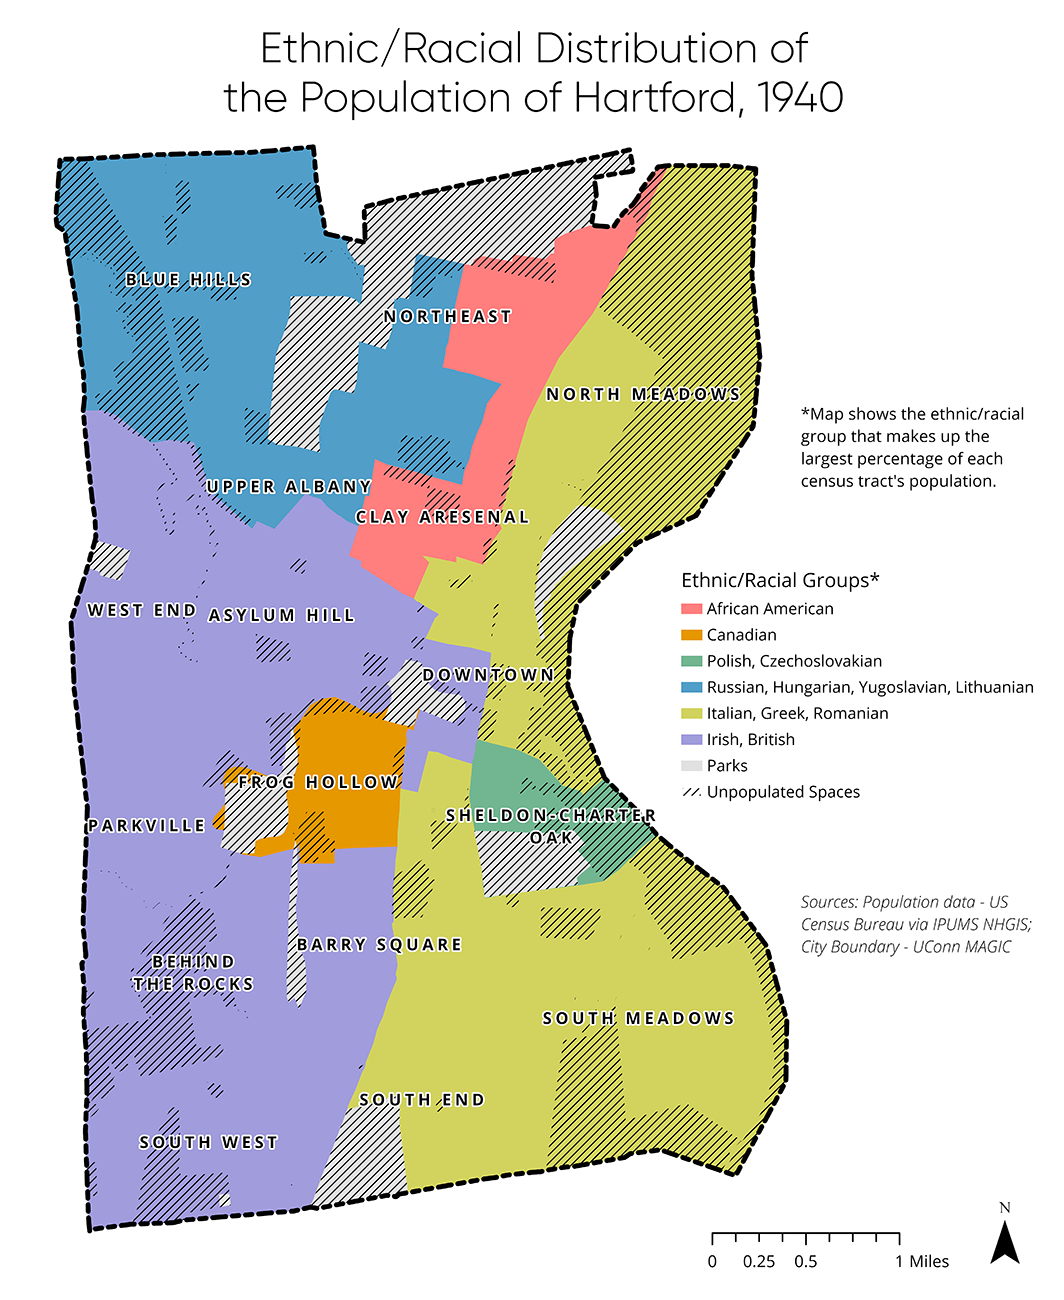 Ethnic/Racial Distribution of
the Population of Hartford, 1940
BLUE HILLS
NORTHEAST
NORTH MEADOWS
*Map shows the ethnic/racial
group that makes up the
largest percentage of each
census tract's population.
UPPER ALBANY
CLAY ARESENAL
Ethnic/Racial Groups*
African American
Canadian
Polish, Czechoslovakian
Russian, Hungarian, Yugoslavian, Lithuanian
Italian, Greek, Romanian
Irish, British
Parks
Unpopulated Spaces
WEST END
ASYLUM HILL
DOWNTOWN
FROG HOLLOW
PARKVILLE
SHELDON-CHARTER
OAK
Sources: Population data - US
Census Bureau via IPUMS NHGIS;
City Boundary - UConn MAGIC
BARRY SQUARE
BEHIND
THE ROCKS
SOUTH MEADOWS
SOUTH END
SOUTH WEST
N
0 0.25 0.5 1 Miles